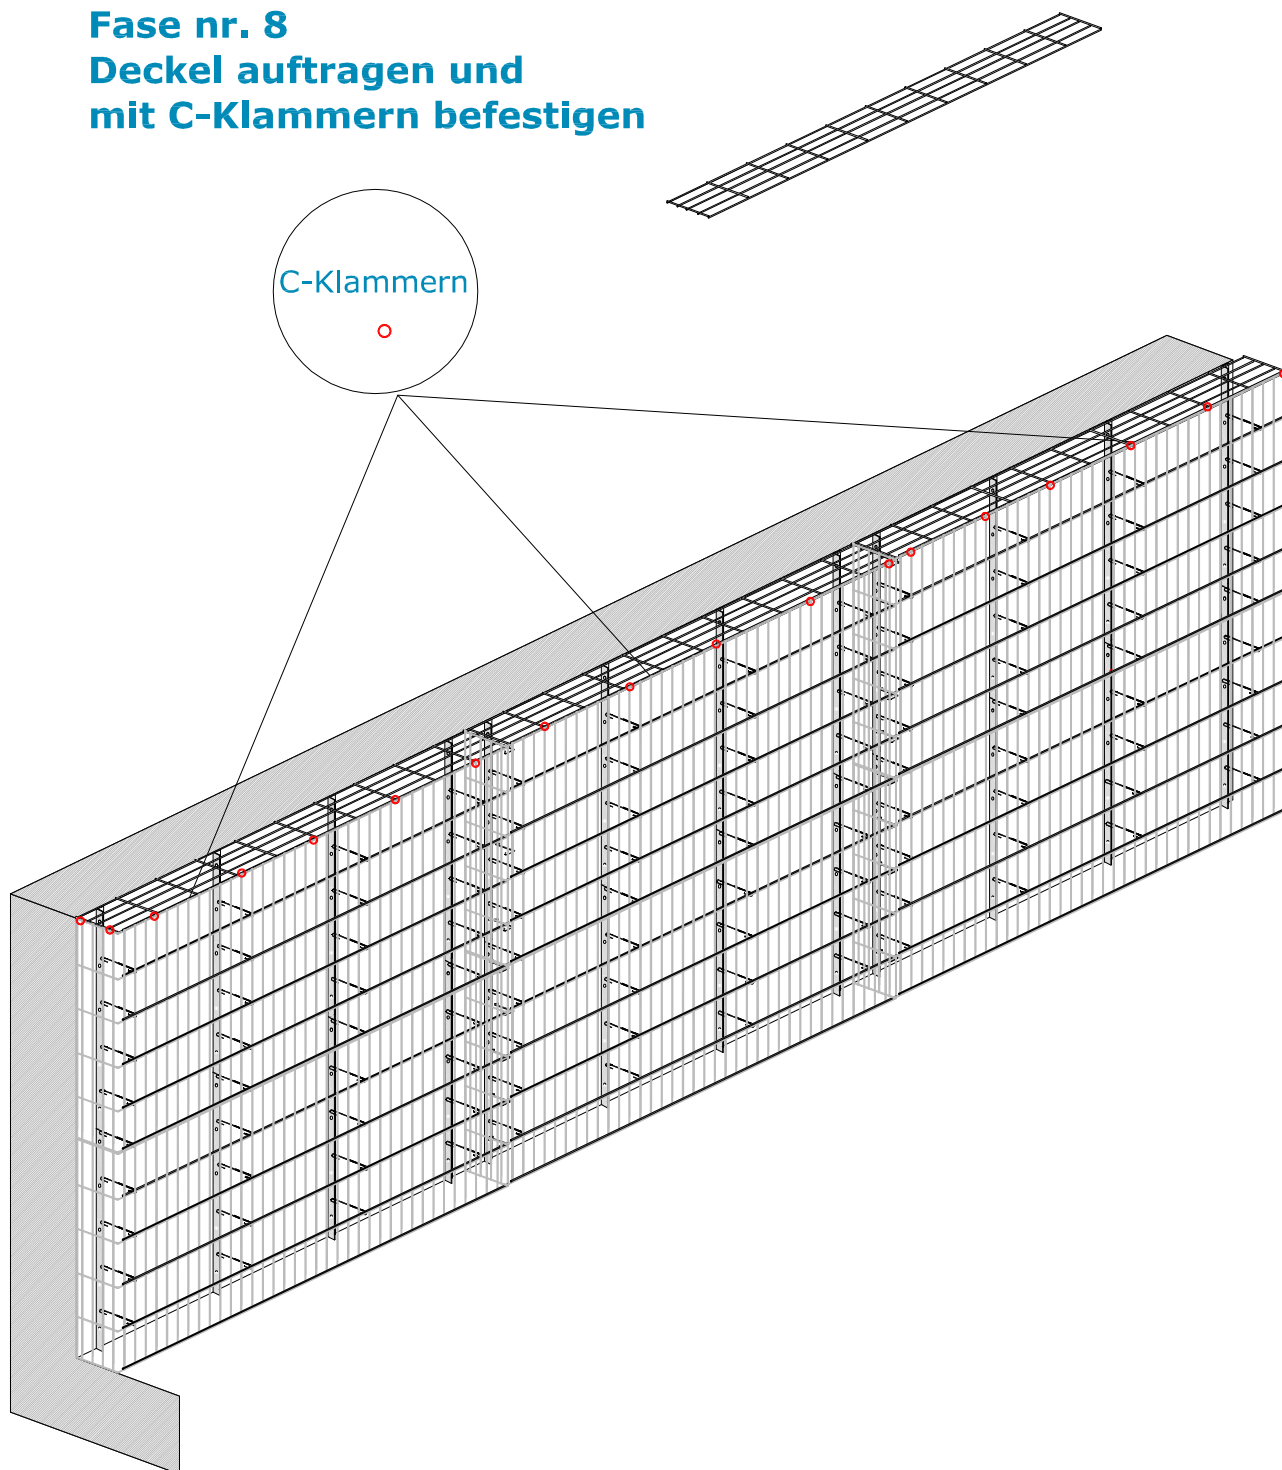 Fase nr. 8
Deckel auftragen und
mit C-Klammern befestigen
C-Klammern